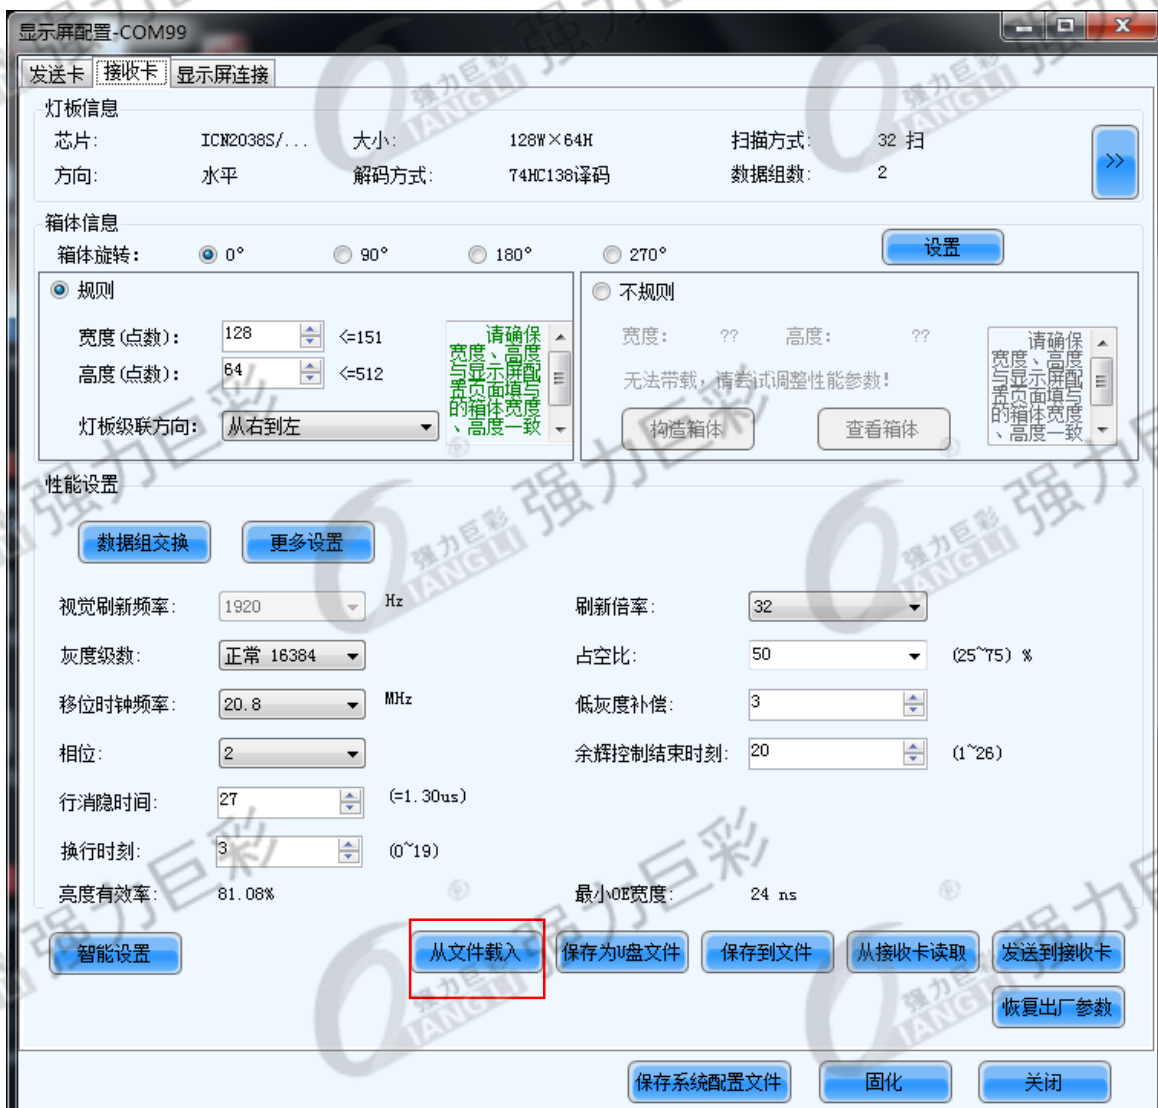 显示屏配置-COM99
发送卡 接收卡 显示屏连接
灯板信息
芯片: ICN2038S/... 大小: 128W×64H 扫描方式: 32 扫
方向: 水平 解码方式: 74HC138译码 数据组数: 2
>>
箱体信息
箱体旋转: 0° 90° 180° 270° 设置
规则
宽度(点数): 128 <=151
高度(点数): 64 <=512
灯板级联方向: 从右到左
请确保
宽度、高度
与显示屏配
置页面填写
的箱体宽度
、高度一致
不规则
宽度: ?? 高度: ??
无法带载, 请尝试调整性能参数!
构造箱体 查看箱体
请确保
宽度、高度
与显示屏配
置页面填写
的箱体宽度
、高度一致
性能设置
数据组交换 更多设置
视觉刷新频率: 1920 Hz 刷新倍率: 32
灰度级数: 正常 16384 占空比: 50 (25~75) %
移位时钟频率: 20.8 MHz 低灰度补偿: 3
相位: 2 余辉控制结束时刻: 20 (1~26)
行消隐时间: 27 (=1.30us)
换行时刻: 3 (0~19)
亮度有效率: 81.08% 最小OE宽度: 24 ns
智能设置 从文件载入 保存为U盘文件 保存到文件 从接收卡读取 发送到接收卡
恢复出厂参数
保存系统配置文件 固化 关闭
强力巨彩
QIANGLI